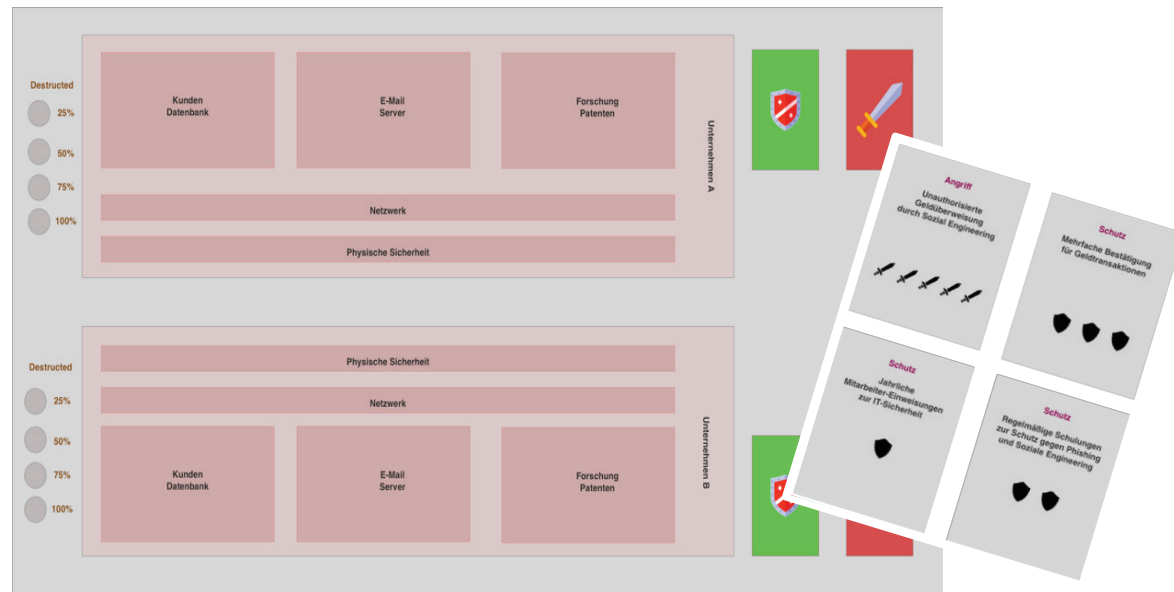 Destructed
25%
50%
75%
100%
Kunden
Datenbank
E-Mail
Server
Forschung
Patenten
Netzwerk
Physische Sicherheit
Unternehmen A
Destructed
25%
50%
75%
100%
Physische Sicherheit
Netzwerk
Kunden
Datenbank
E-Mail
Server
Forschung
Patenten
Unternehmen B
Angriff
Unauthorisierte
Geldüberweisung
durch Sozial Engineering
Schutz
Mehrfache Bestätigung
für Geldtransaktionen
Schutz
Jahrliche
Mitarbeiter-Einweisungen
zur IT-Sicherheit
Schutz
Regelmäßige Schulungen
zur Schutz gegen Phishing
und Soziale Engineering